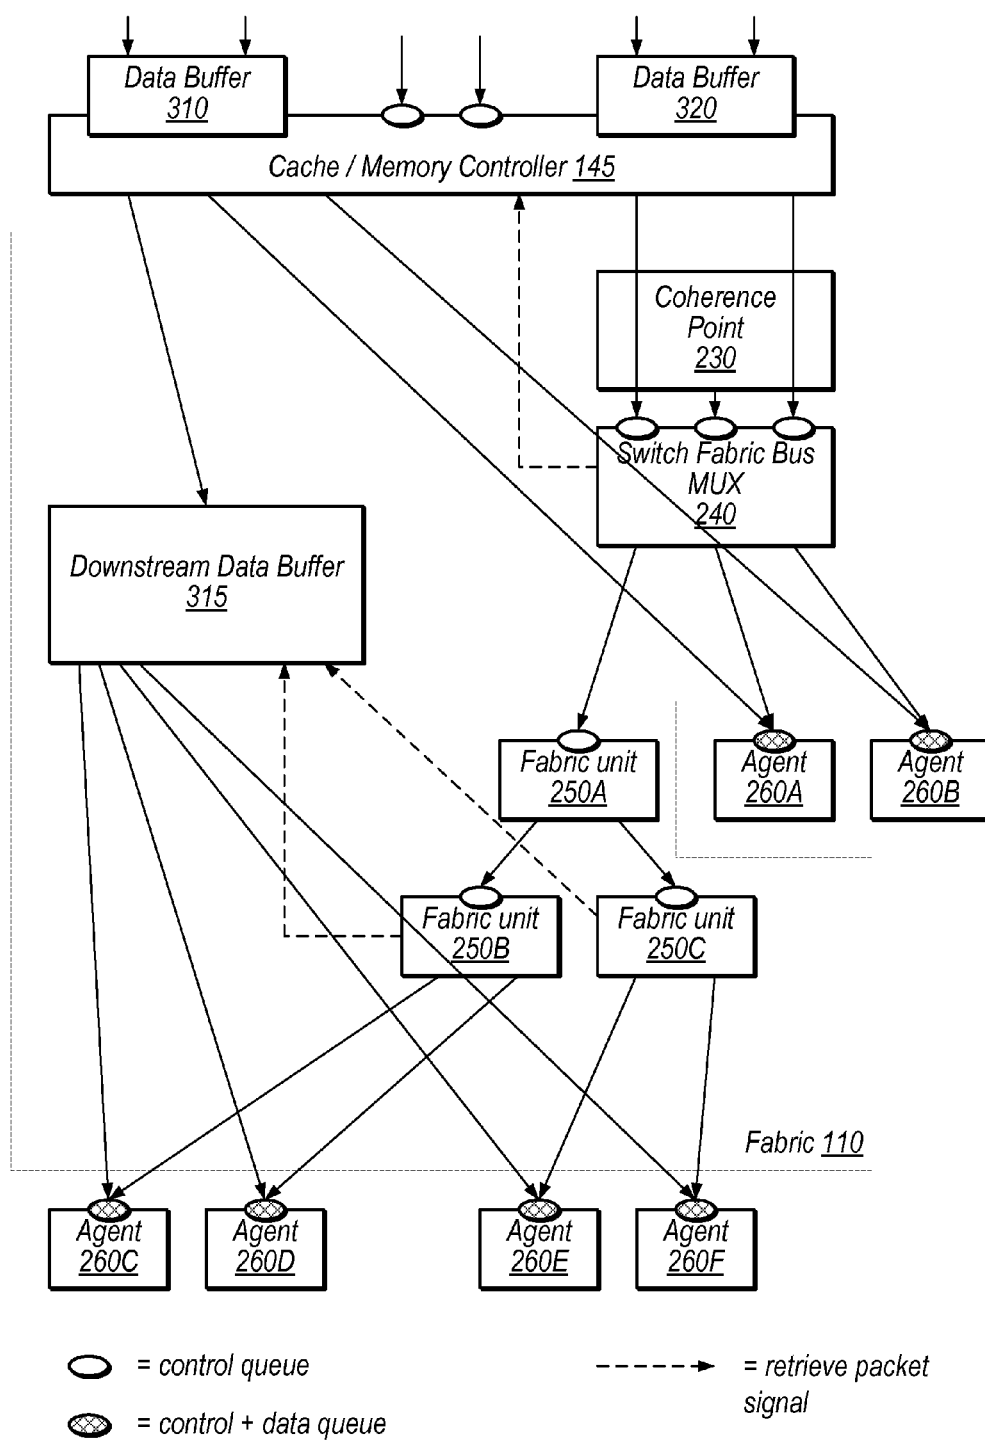 Data Buffer
310
Data Buffer
320
Cache / Memory Controller 145
Coherence
Point
230
Switch Fabric Bus
MUX
240
Downstream Data Buffer
315
Fabric unit
250A
Agent
260A
Agent
260B
Fabric unit
250B
Fabric unit
250C
Fabric 110
Agent
260C
Agent
260D
Agent
260E
Agent
260F
= control queue
= retrieve packet
signal
= control + data queue